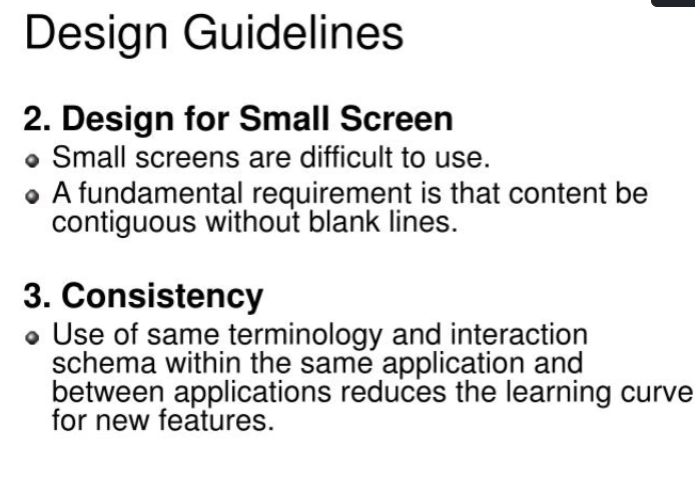 Design Guidelines
2. Design for Small Screen
Small screens are difficult to use.
A fundamental requirement is that content be
contiguous without blank lines.
3. Consistency
Use of same terminology and interaction
schema within the same application and
between applications reduces the learning curve
for new features.